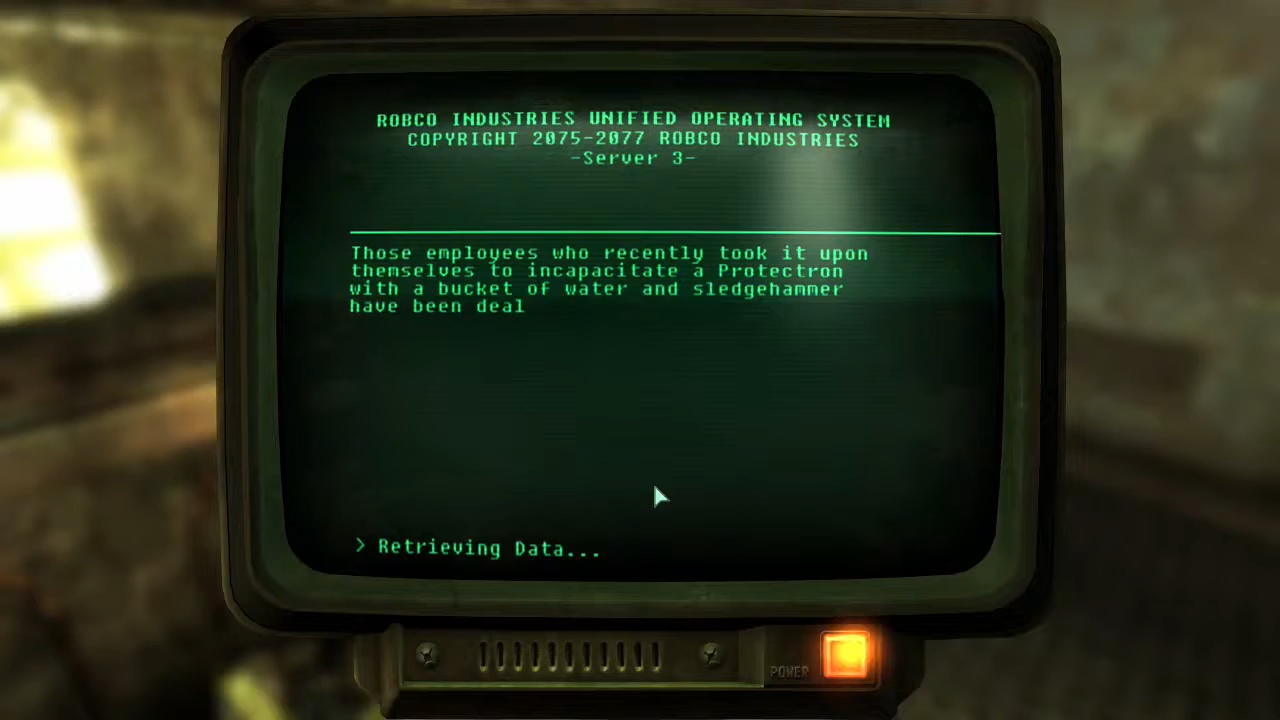 ROBCO INDUSTRIES UNIFIED OPERATING SYSTEM
COPYRIGHT 2075-2077 ROBCO INDUSTRIES
-Server 3-
Those employees who recently took it upon
themselves to incapacitate a Protectron
with a bucket of water and sledgehammer
have been deal
> Retrieving Data...
POWER